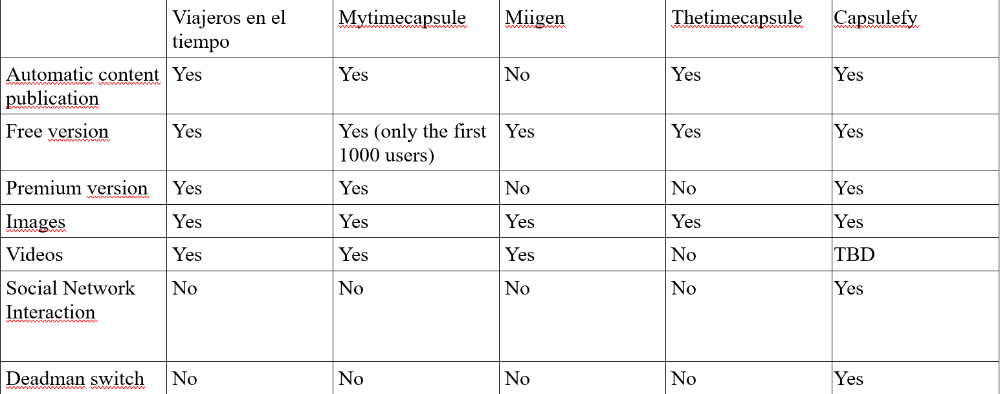 Viajeros en el
tiempo
Mytimecapsule
Miigen
Thetimecapsule
Capsulefy
Automatic content
publication
Yes
Yes
No
Yes
Yes
Free version
Yes
Yes (only the first
1000 users)
Yes
Yes
Yes
Premium version
Yes
Yes
No
No
Yes
Images
Yes
Yes
Yes
Yes
Yes
Videos
Yes
Yes
Yes
No
TBD
Social Network
Interaction
No
No
No
No
Yes
Deadman switch
No
No
No
No
Yes